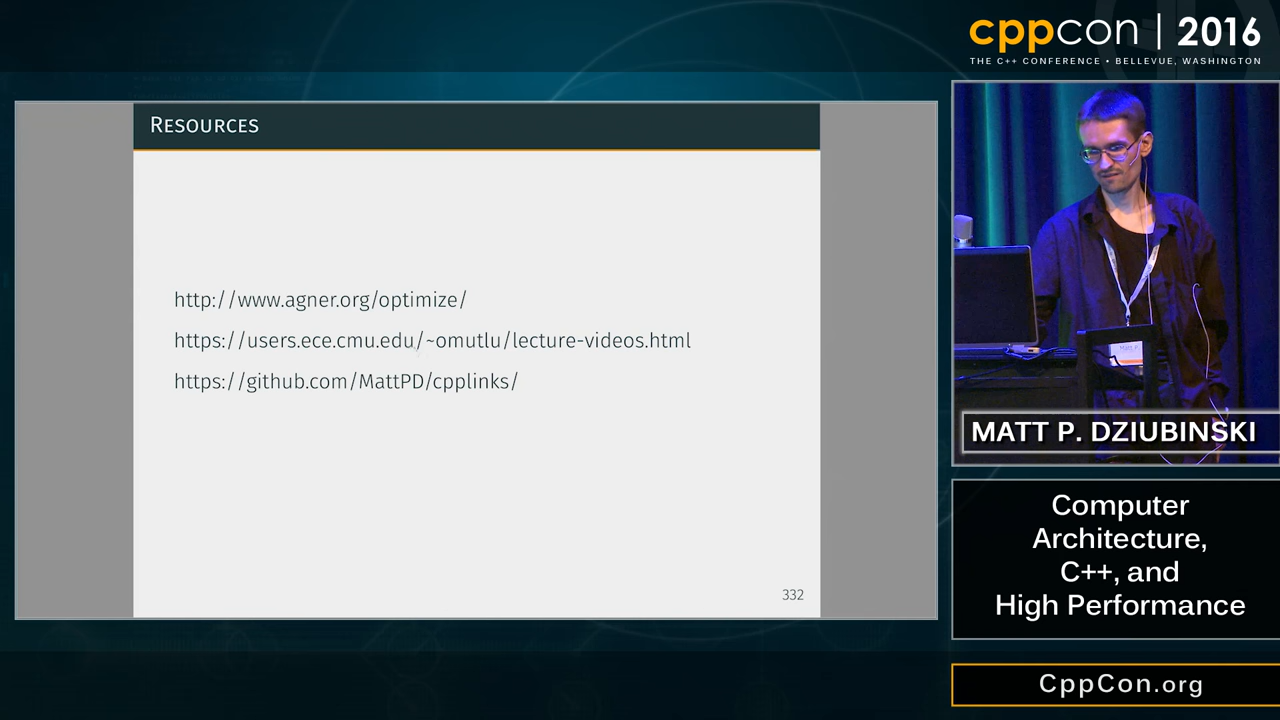 cppcon | 2016
THE C++ CONFERENCE • BELLEVUE, WASHINGTON
RESOURCES
http://www.agner.org/optimize/
https://users.ece.cmu.edu/~omutlu/lecture-videos.html
https://github.com/MattPD/cpplinks/
332
MATT P. DZIUBINSKI
Computer
Architecture,
C++, and
High Performance
CppCon.org